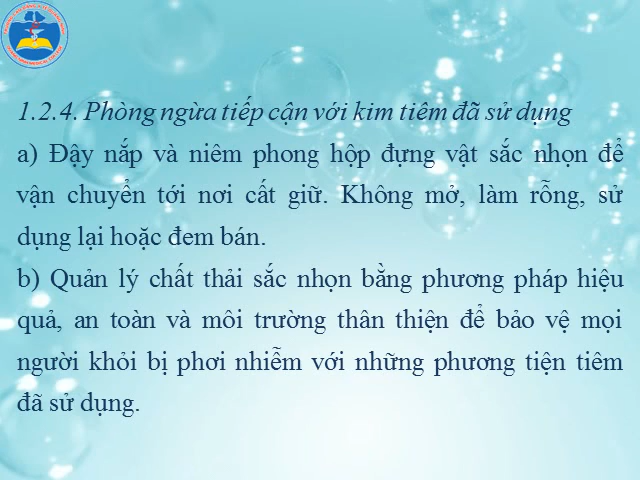 1.2.4. Phòng ngừa tiếp cận với kim tiêm đã sử dụng
a) Đậy nắp và niêm phong hộp đựng vật sắc nhọn để
vận chuyển tới nơi cất giữ. Không mở, làm rỗng, sử
dụng lại hoặc đem bán.
b) Quản lý chất thải sắc nhọn bằng phương pháp hiệu
quả, an toàn và môi trường thân thiện để bảo vệ mọi
người khỏi bị phơi nhiễm với những phương tiện tiêm
đã sử dụng.